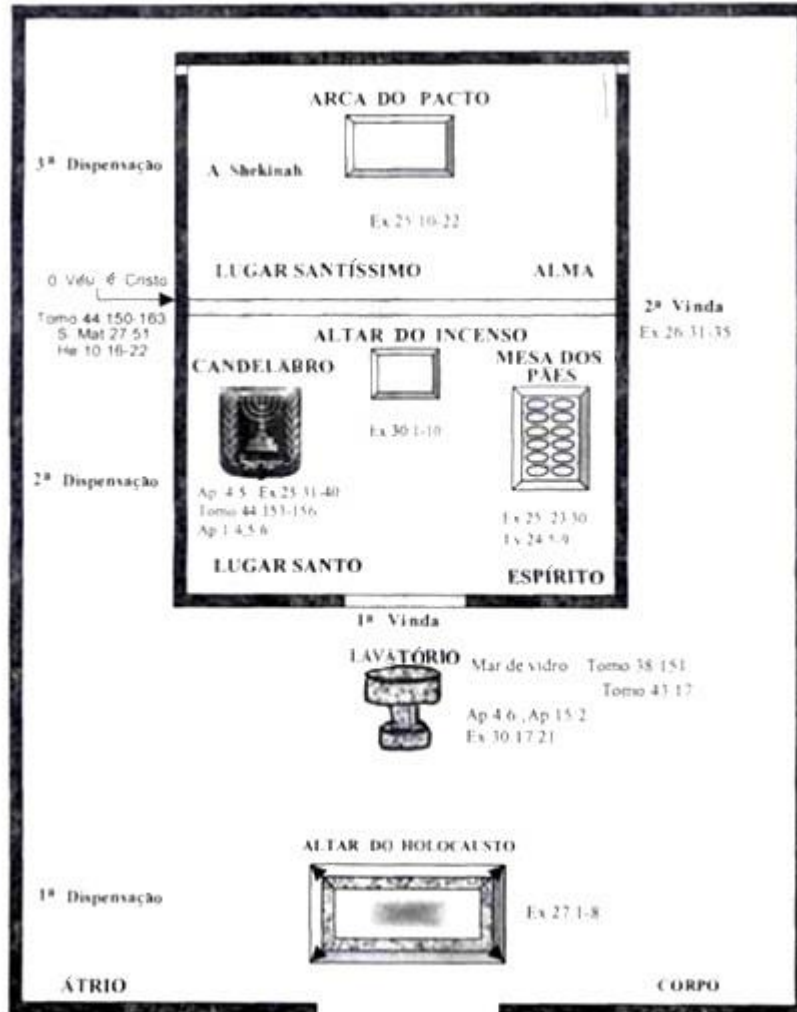 ARCA DO PACTO
3ª Dispensação
A Shekinah
Ex 25 10-22
LUGAR SANTÍSSIMO
ALMA
O Véu é Cristo
Tomo 44 150-163
S. Mat 27 51
He 10 16-22
2ª Vinda
Ex 26 31-35
ALTAR DO INCENSO
CANDELABRO
MESA DOS
PÃES
Ex 30 1-10
2ª Dispensação
Ap 4 5 Ex 25 31-40
Tomo 44 153-156
Ap 1 4,5 6
Ex 25 23-30
Lv 24 5-9
LUGAR SANTO
ESPÍRITO
1ª Vinda
LAVATÓRIO
Mar de vidro Tomo 38 151
Tomo 43 17
Ap 4 6 , Ap 15 2
Ex 30 17 21
ALTAR DO HOLOCAUSTO
1ª Dispensação
Ex 27 1-8
ÁTRIO
CORPO